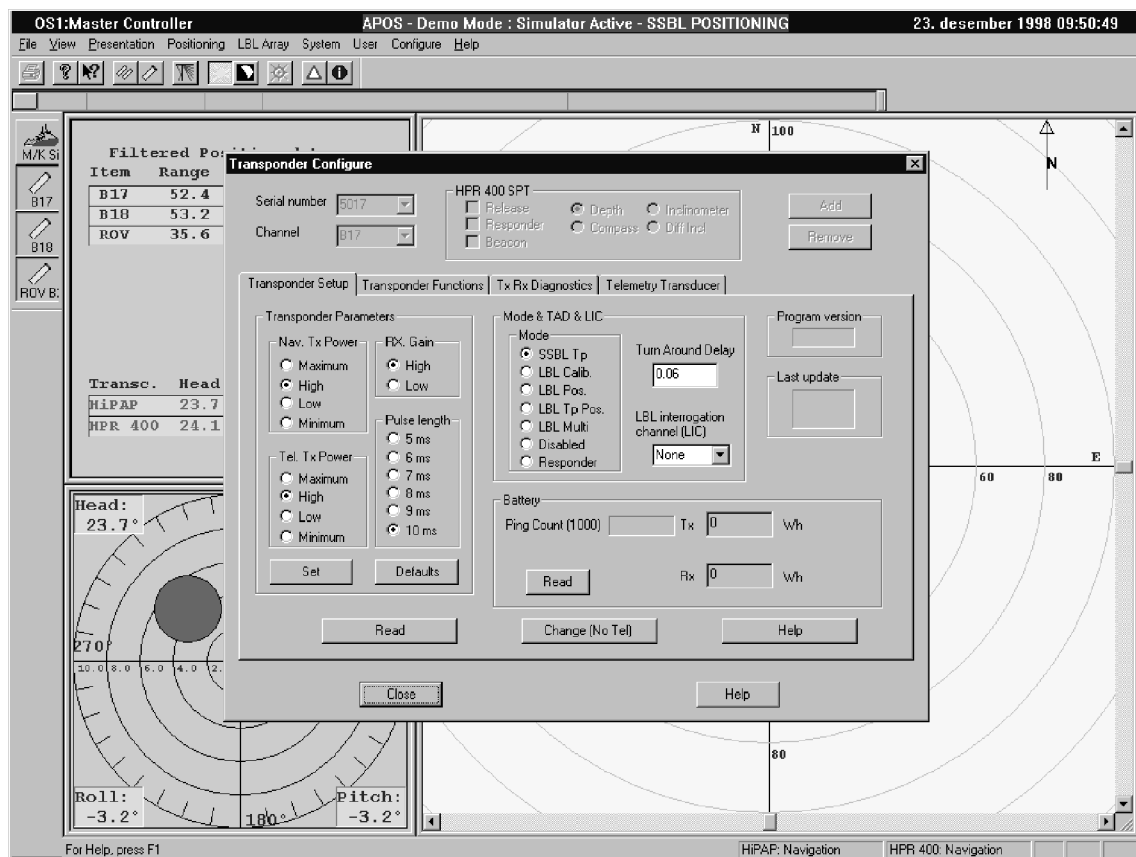 OS1:Master Controller APOS - Demo Mode : Simulator Active - SSBL POSITIONING 23. desember 1998 09:50:49
File View Presentation Positioning LBL Array System User Configure Help
M/K Si
B17
B18
ROV B:
Filtered Pos
Item Range
B17 52.4
B18 53.2
ROV 35.6
Transc. Head
HiPAP 23.7
HPR 400 24.1
Head:
23.7°
270°
10.0 8.0 6.0 4.0 2.
180°
Roll:
-3.2°
Pitch:
-3.2°
N 100
N
E
60 80
80
Transponder Configure
Serial number 5017
Channel B17
HPR 400 SPT
Release Depth Inslinometer
Responder Compass Diff Incl
Beacon
Add
Remove
Transponder Setup Transponder Functions Tx Rx Diagnostics Telemetry Transducer
Transponder Parameters
Nav. Tx Power
Maximum
High
Low
Minimum
RX. Gain
High
Low
Tel. Tx Power
Maximum
High
Low
Minimum
Pulse length
5 ms
6 ms
7 ms
8 ms
9 ms
10 ms
Set Defaults
Mode & TAD & LIC
Mode
SSBL Tp
LBL Calib.
LBL Pos.
LBL Tp Pos.
LBL Multi
Disabled
Responder
Turn Around Delay
0.06
LBL interrogation
channel (LIC)
None
Program version
Last update
Battery
Ping Count (1000) Tx 0 Wh
Read Rx 0 Wh
Read Change (No Tel) Help
Close Help
For Help, press F1 HiPAP: Navigation HPR 400: Navigation